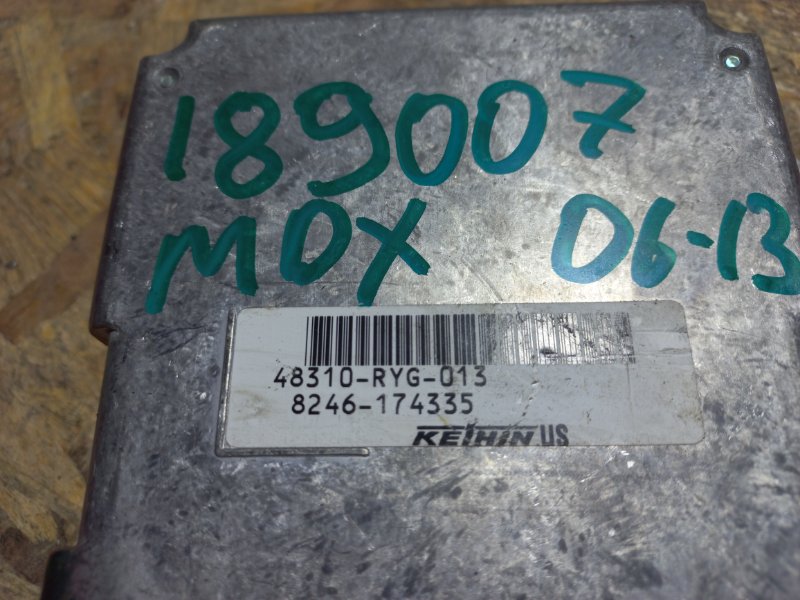 189007
MDX 06-13
48310-RYG-013
8246-174335
KEIHIN US